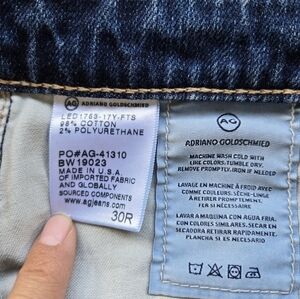 AG ADRIANO GOLDSCHMIED
LED1783-17Y-FTS
98% COTTON
2% POLYURETHANE
PO#AG-41310
BW19023
MADE IN U.S.A.
OF IMPORTED FABRIC
AND GLOBALLY
SOURCED COMPONENTS
www.agjeans.com
30R
AG
ADRIANO GOLDSCHMIED
MACHINE WASH COLD WITH
LIKE COLORS. TUMBLE DRY.
REMOVE PROMPTLY. IRON IF NEEDED
LAVAGE EN MACHINE À FROID AVEC
COMME COULEURS. SÈCHE-LINGE
À RETIRER PROMPTEMENT,
FER SI NÉCESSAIRE.
LAVAR A MAQUINA CON AGUA FRIA.
CON COLORES SIMILARES. SECAR EN
SECADORA RETIRAR RAPIDAMENTE.
PLANCHA SI ES NECESARIO.